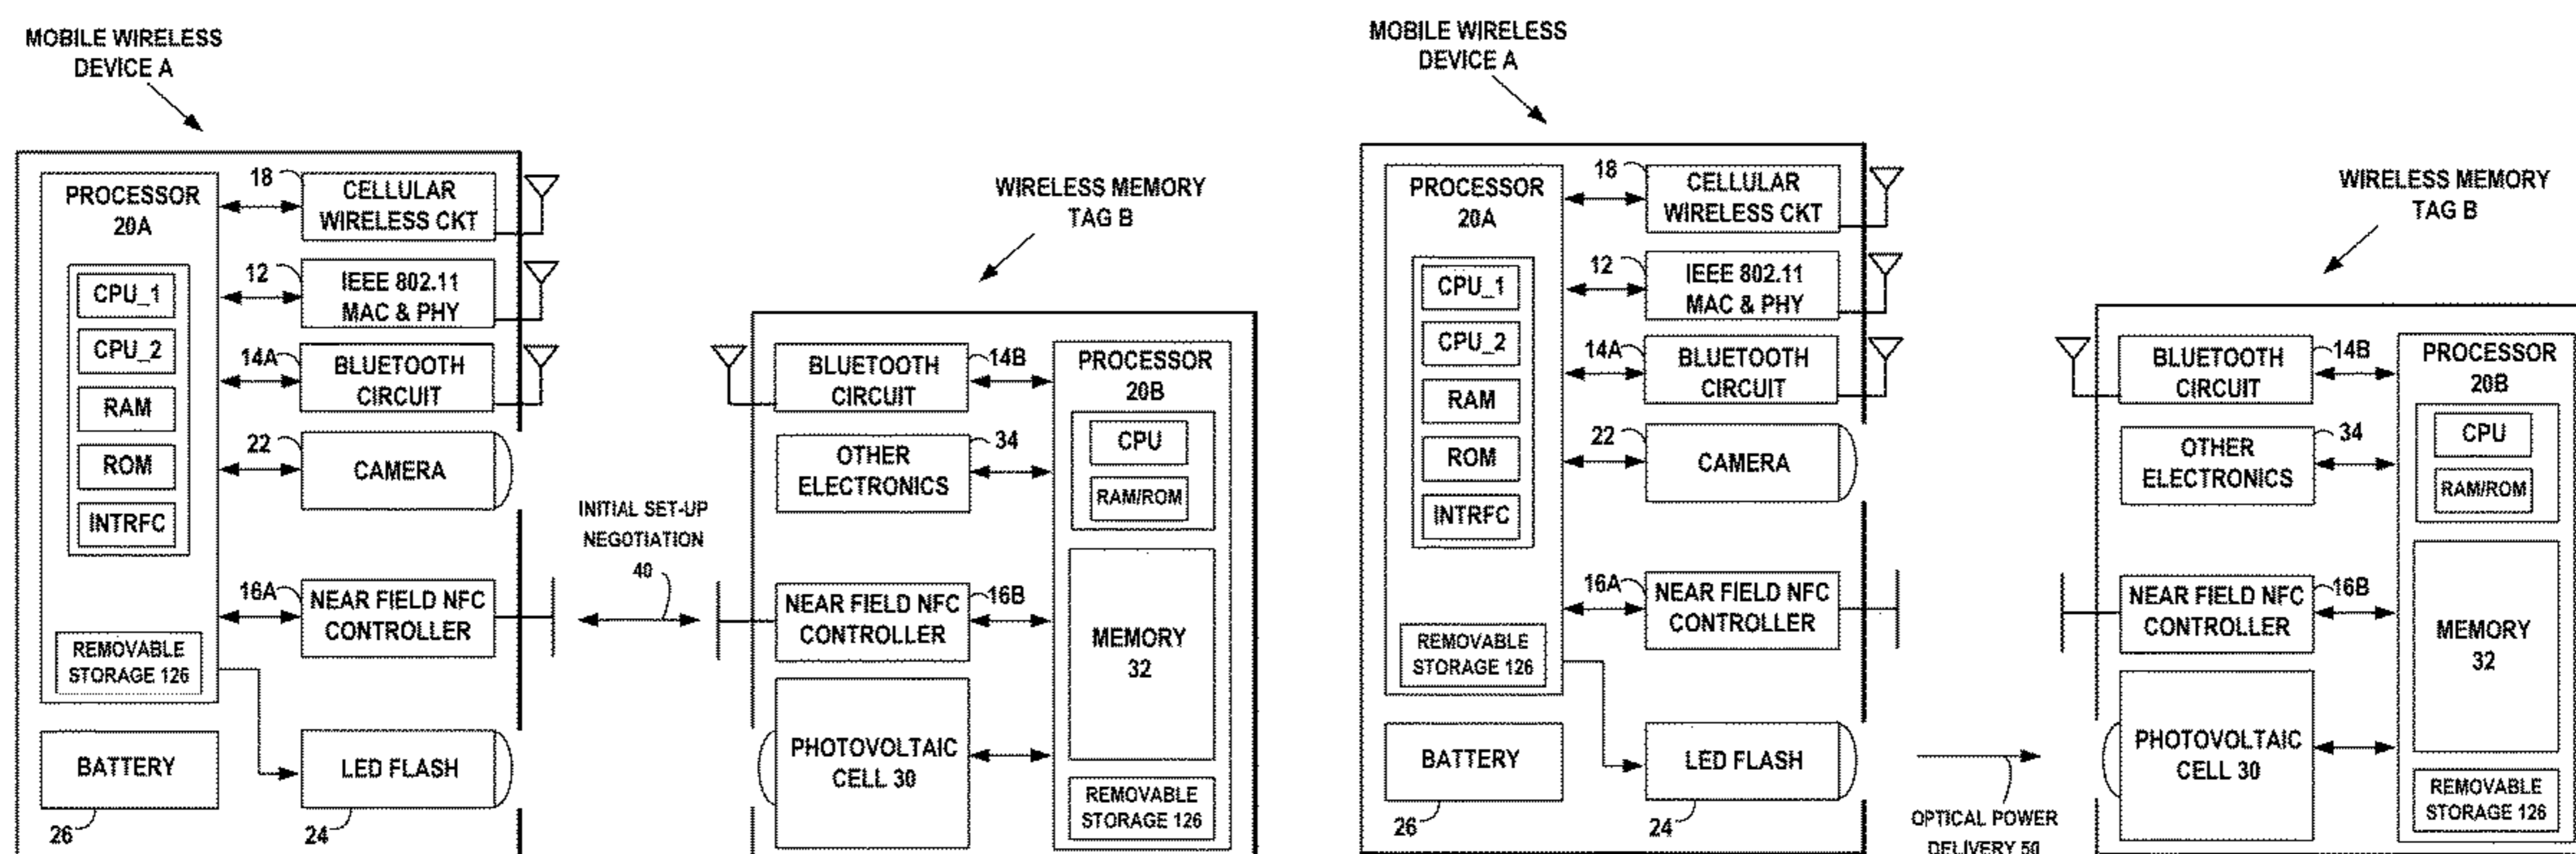 MOBILE WIRELESS
DEVICE A
PROCESSOR
20A
CPU_1
CPU_2
RAM
ROM
INTRFC
REMOVABLE
STORAGE 126
BATTERY
26
18
CELLULAR
WIRELESS CKT
12
IEEE 802.11
MAC & PHY
14A
BLUETOOTH
CIRCUIT
22
CAMERA
16A
NEAR FIELD NFC
CONTROLLER
LED FLASH
24
INITIAL SET-UP
NEGOTIATION
40
WIRELESS MEMORY
TAG B
BLUETOOTH
CIRCUIT
14B
OTHER
ELECTRONICS
34
NEAR FIELD NFC
CONTROLLER
16B
PHOTOVOLTAIC
CELL 30
PROCESSOR
20B
CPU
RAM/ROM
MEMORY
32
REMOVABLE
STORAGE 126
MOBILE WIRELESS
DEVICE A
PROCESSOR
20A
CPU_1
CPU_2
RAM
ROM
INTRFC
REMOVABLE
STORAGE 126
BATTERY
26
18
CELLULAR
WIRELESS CKT
12
IEEE 802.11
MAC & PHY
14A
BLUETOOTH
CIRCUIT
22
CAMERA
16A
NEAR FIELD NFC
CONTROLLER
LED FLASH
24
OPTICAL POWER
DELIVERY 50
WIRELESS MEMORY
TAG B
BLUETOOTH
CIRCUIT
14B
OTHER
ELECTRONICS
34
NEAR FIELD NFC
CONTROLLER
16B
PHOTOVOLTAIC
CELL 30
PROCESSOR
20B
CPU
RAM/ROM
MEMORY
32
REMOVABLE
STORAGE 126